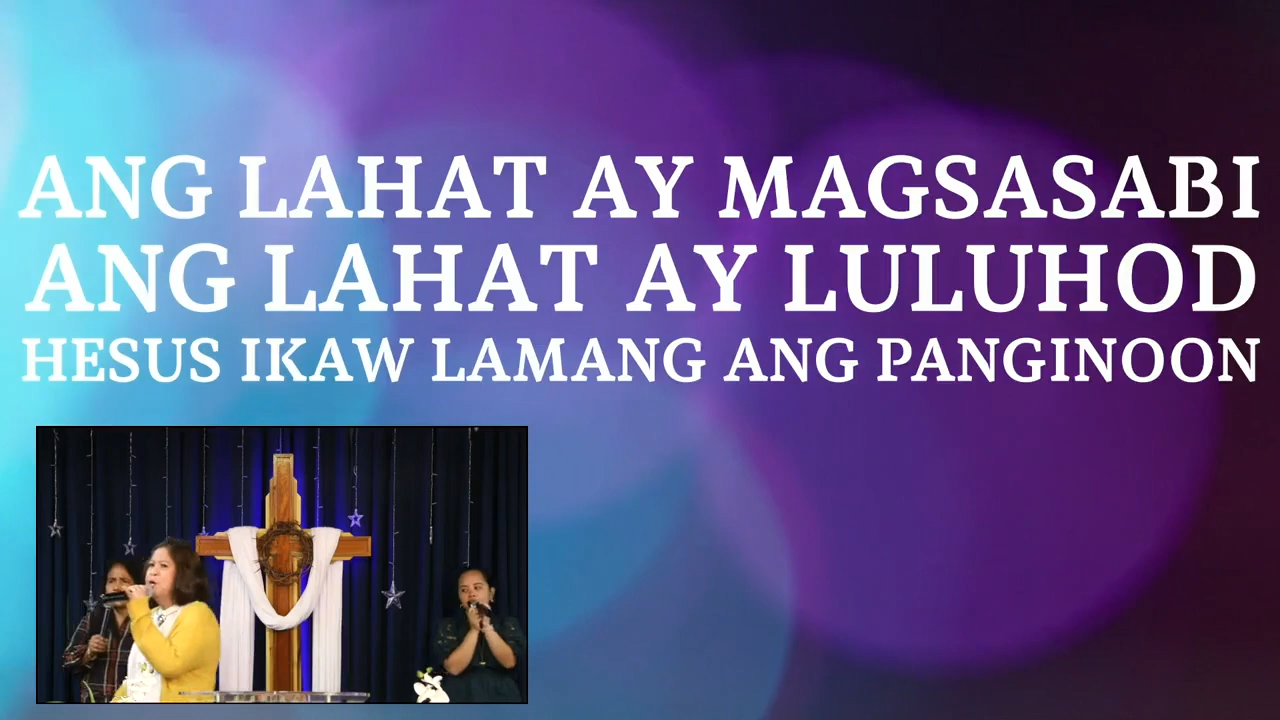 ANG LAHAT AY MAGSASABI
ANG LAHAT AY LULUHOD
HESUS IKAW LAMANG ANG PANGINOON